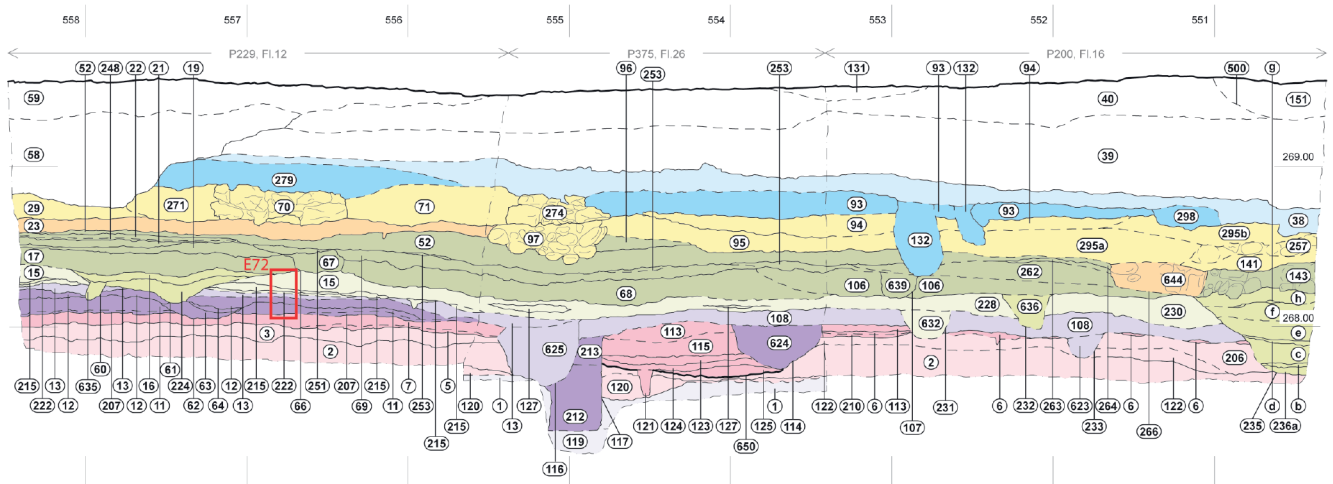 558 557 556 555 554 553 552 551
P229, Fl.12 P375, Fl.26 P200, Fl.16
52 248 22 21 19 96 253 253 131 93 132 94 500 g
59 40 151
58 39 269.00
279
271 70 71 274 93 93 298
29 94 295b 38
23 52 97 95 295a 257
17 67 262 141
E72
15 15 106 639 106 644 143
68 h
228 636 230 f
108 632 108 268.00
3 113 e
625 213 115 624
2 2 206 c
120
215 13 60 13 16 61 63 12 215 222 251 207 215 7 5 120 1 127 212 121 124 123 127 1 122 210 6 113 6 232 263 264 6 122 6 d b
635 224 231 623
222 12 207 12 11 62 64 13 66 69 11 253 215 13 117 650 125 114 107 233 266 235 236a
215 119
116